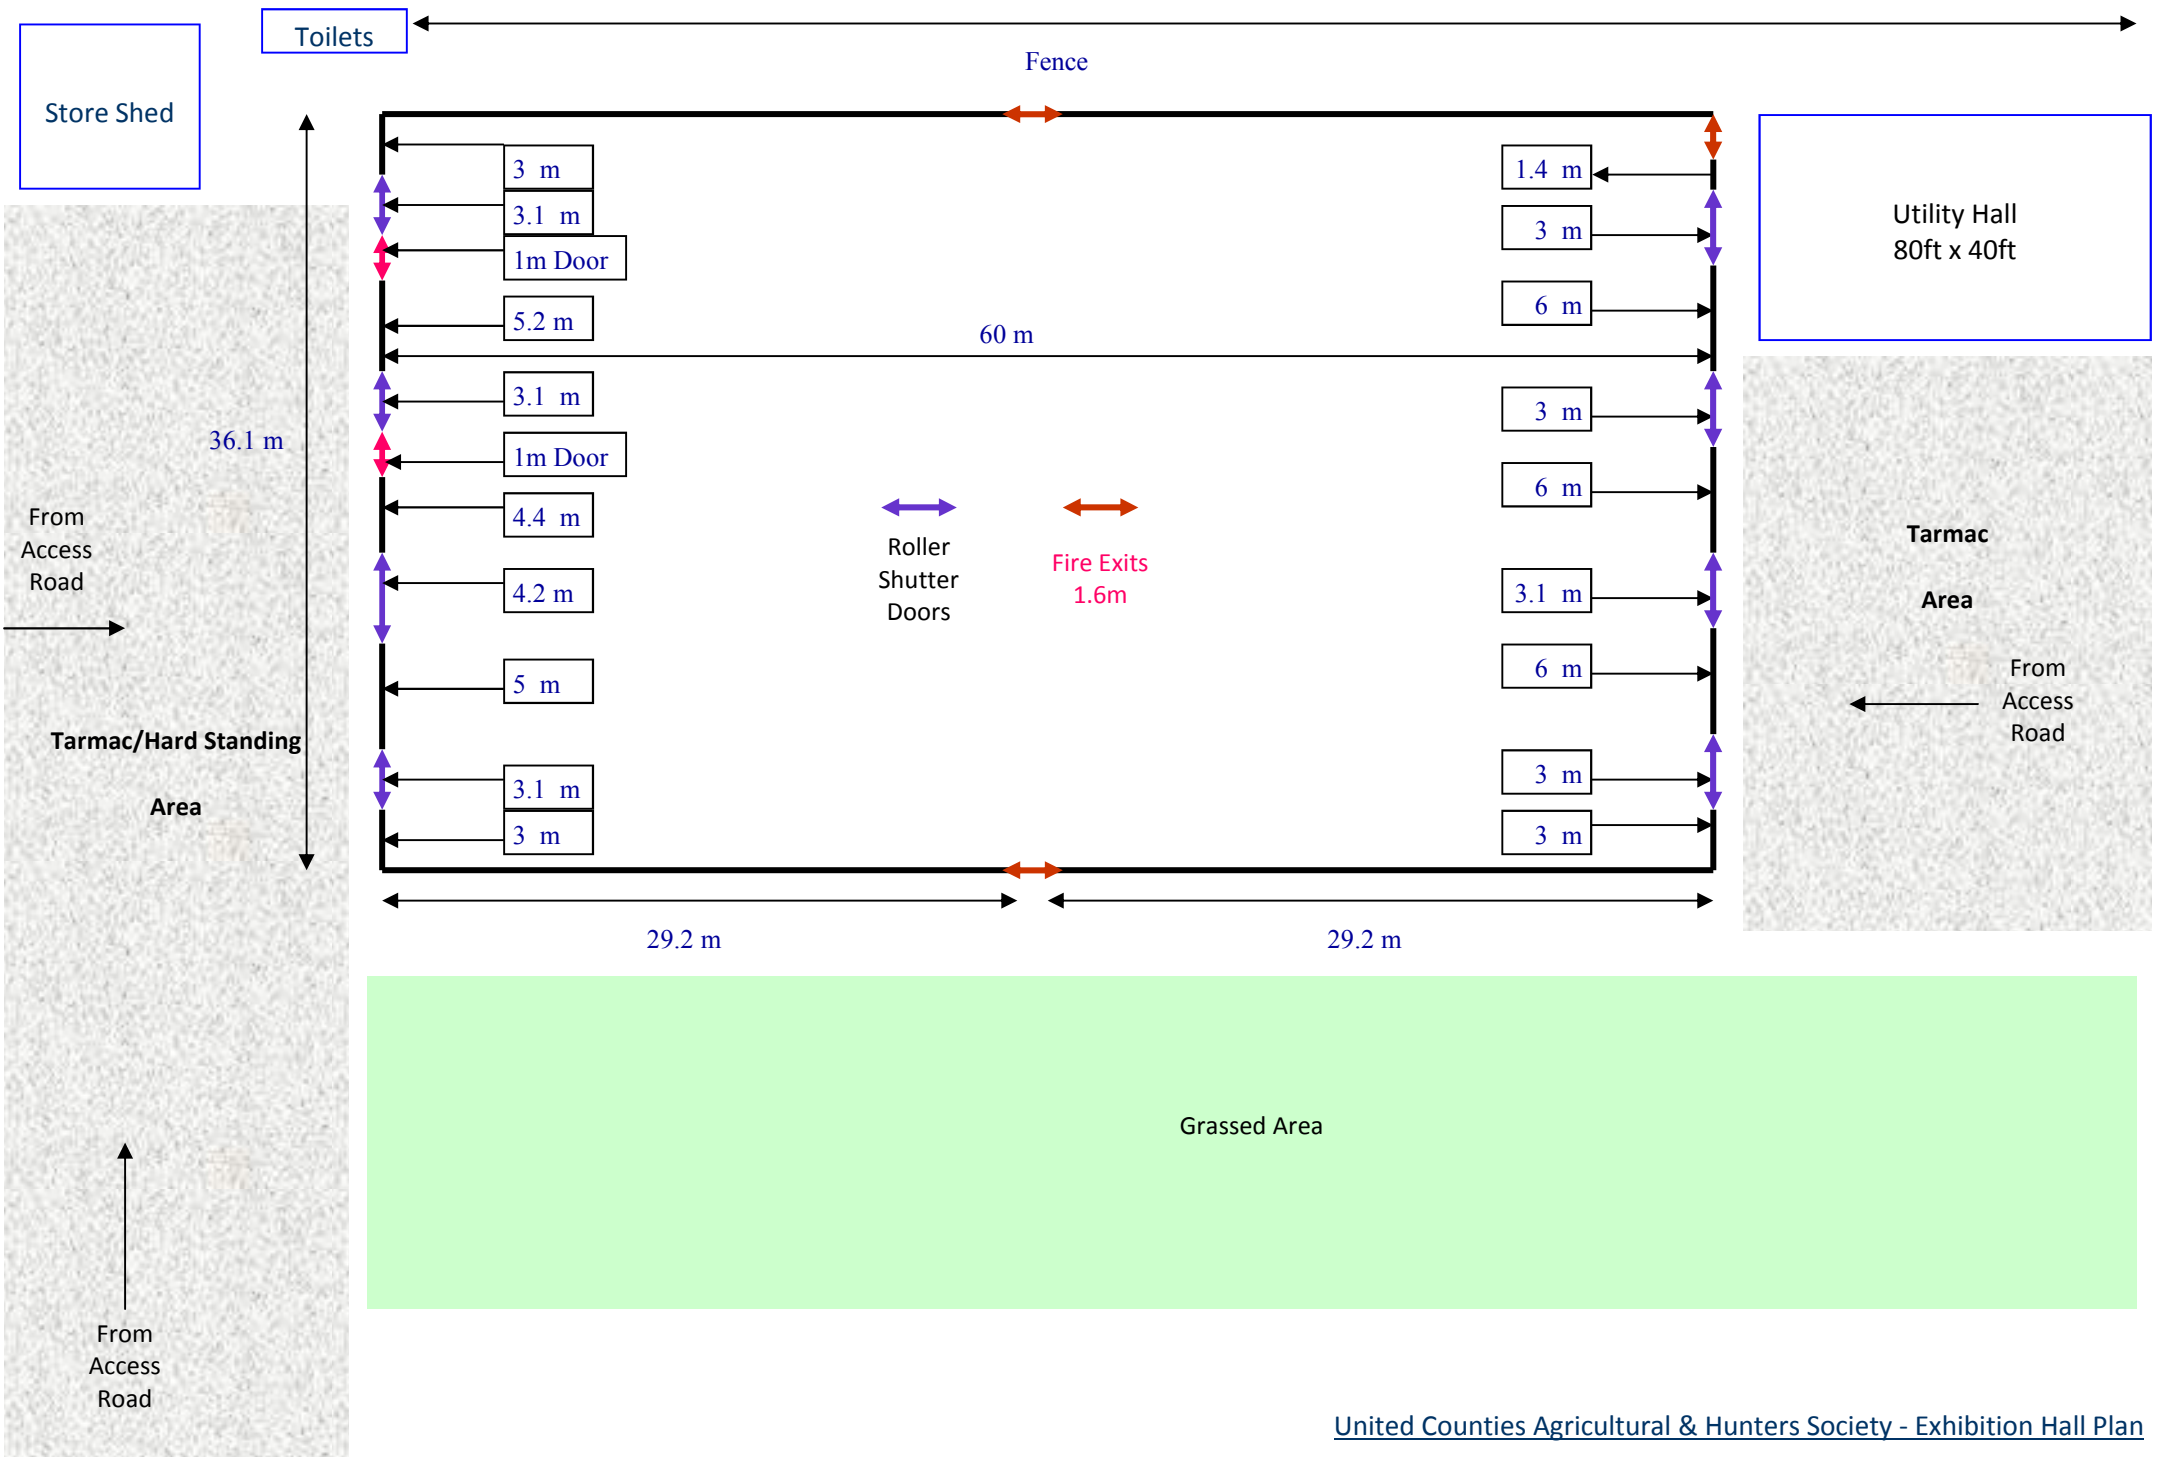 Toilets
Fence
Store Shed
3 m
3.1 m
1m Door
5.2 m
60 m
3.1 m
1m Door
4.4 m
4.2 m
5 m
3.1 m
3 m
36.1 m
1.4 m
3 m
6 m
3 m
6 m
3.1 m
6 m
3 m
3 m
Utility Hall
80ft x 40ft
Roller
Shutter
Doors
Fire Exits
1.6m
From
Access
Road
Tarmac/Hard Standing
Area
Tarmac
Area
From
Access
Road
29.2 m
29.2 m
Grassed Area
From
Access
Road
United Counties Agricultural & Hunters Society - Exhibition Hall Plan